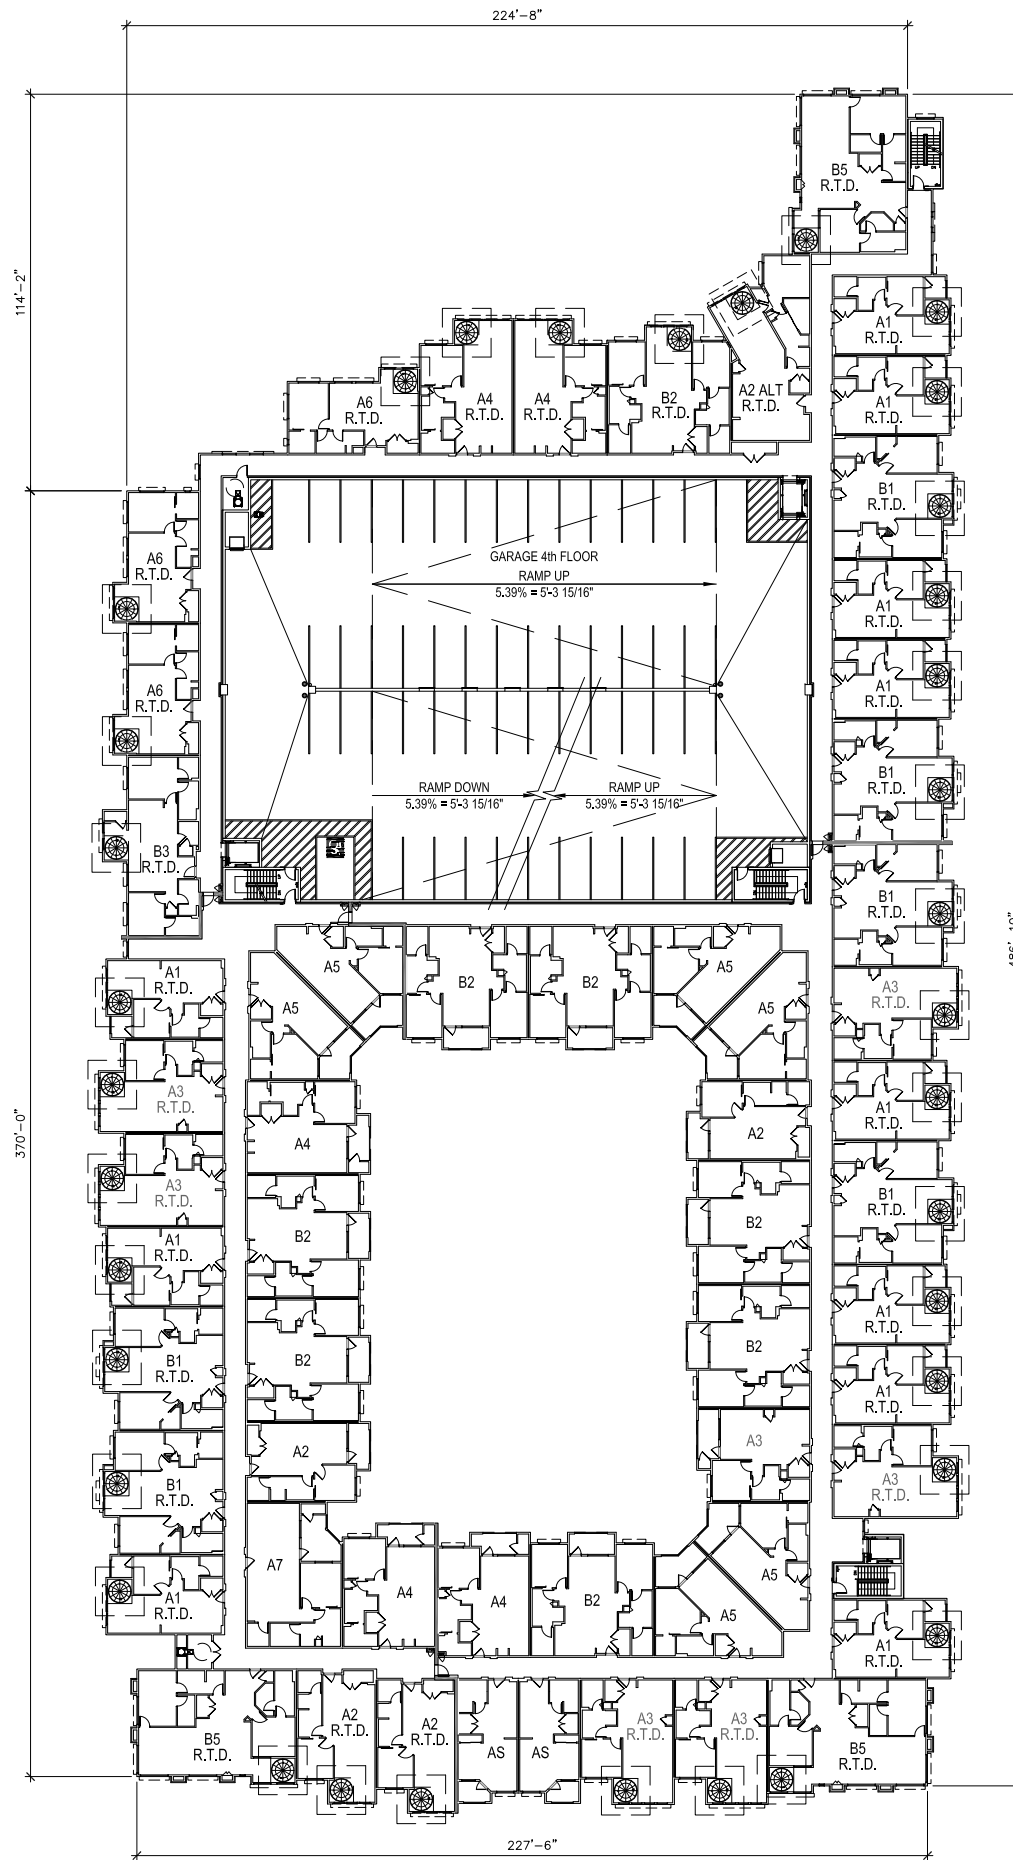 224'-8"
B5
R.T.D.
114'-2"
A1
R.T.D.
A6
R.T.D.
A4
R.T.D.
A4
R.T.D.
B2
R.T.D.
A2 ALT
R.T.D.
A1
R.T.D.
B1
R.T.D.
GARAGE 4th FLOOR
RAMP UP
5.39% = 5'-3 15/16"
A6
R.T.D.
A1
R.T.D.
A6
R.T.D.
A1
R.T.D.
RAMP DOWN
5.39% = 5'-3 15/16"
RAMP UP
5.39% = 5'-3 15/16"
B1
R.T.D.
B3
R.T.D.
B1
R.T.D.
486'-10"
A1
R.T.D.
A5
B2
B2
A5
A3
R.T.D.
A5
A5
370'-0"
A3
R.T.D.
A4
A2
A1
R.T.D.
A3
R.T.D.
B2
B2
B1
R.T.D.
A1
R.T.D.
A1
R.T.D.
B1
R.T.D.
B2
B2
A1
R.T.D.
A2
A3
B1
R.T.D.
A3
R.T.D.
A1
R.T.D.
A7
A4
A4
B2
A5
A5
A1
R.T.D.
B5
R.T.D.
A2
R.T.D.
A2
R.T.D.
AS
AS
A3
R.T.D.
A3
R.T.D.
B5
R.T.D.
227'-6"